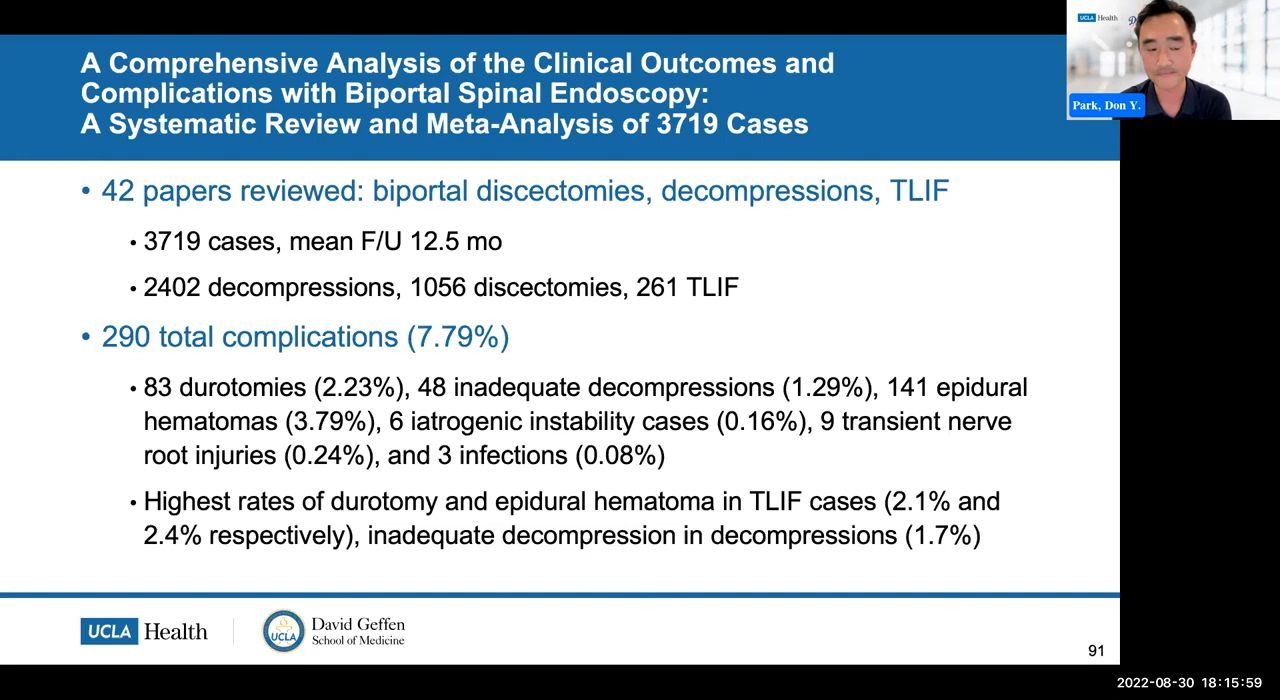 A Comprehensive Analysis of the Clinical Outcomes and
Complications with Biportal Spinal Endoscopy:
A Systematic Review and Meta-Analysis of 3719 Cases
UCLA Health
Park, Don Y.
• 42 papers reviewed: biportal discectomies, decompressions, TLIF
• 3719 cases, mean F/U 12.5 mo
• 2402 decompressions, 1056 discectomies, 261 TLIF
• 290 total complications (7.79%)
• 83 durotomies (2.23%), 48 inadequate decompressions (1.29%), 141 epidural
hematomas (3.79%), 6 iatrogenic instability cases (0.16%), 9 transient nerve
root injuries (0.24%), and 3 infections (0.08%)
• Highest rates of durotomy and epidural hematoma in TLIF cases (2.1% and
2.4% respectively), inadequate decompression in decompressions (1.7%)
UCLA Health
UCLA
David Geffen
School of Medicine
91
2022-08-30 18:15:59